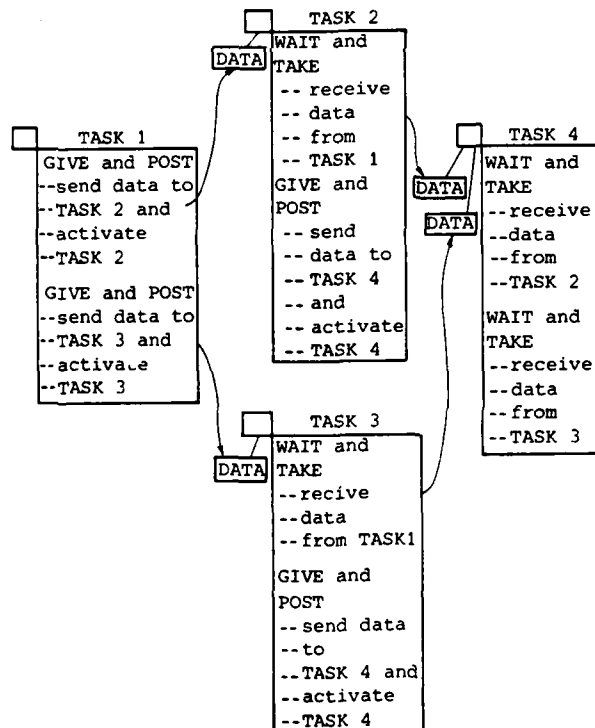 TASK 1
GIVE and POST
--send data to
--TASK 2 and
--activate
--TASK 2
GIVE and POST
--send data to
--TASK 3 and
--activate
--TASK 3
DATA
TASK 2
WAIT and
TAKE
-- receive
-- data
-- from
-- TASK 1
GIVE and
POST
-- send
-- data to
-- TASK 4
-- and
-- activate
-- TASK 4
DATA
TASK 3
WAIT and
TAKE
--recive
--data
--from TASK1
GIVE and
POST
--send data
--to
--TASK 4 and
--activate
--TASK 4
DATA
DATA
TASK 4
WAIT and
TAKE
--receive
--data
--from
--TASK 2
WAIT and
TAKE
--receive
--data
--from
--TASK 3